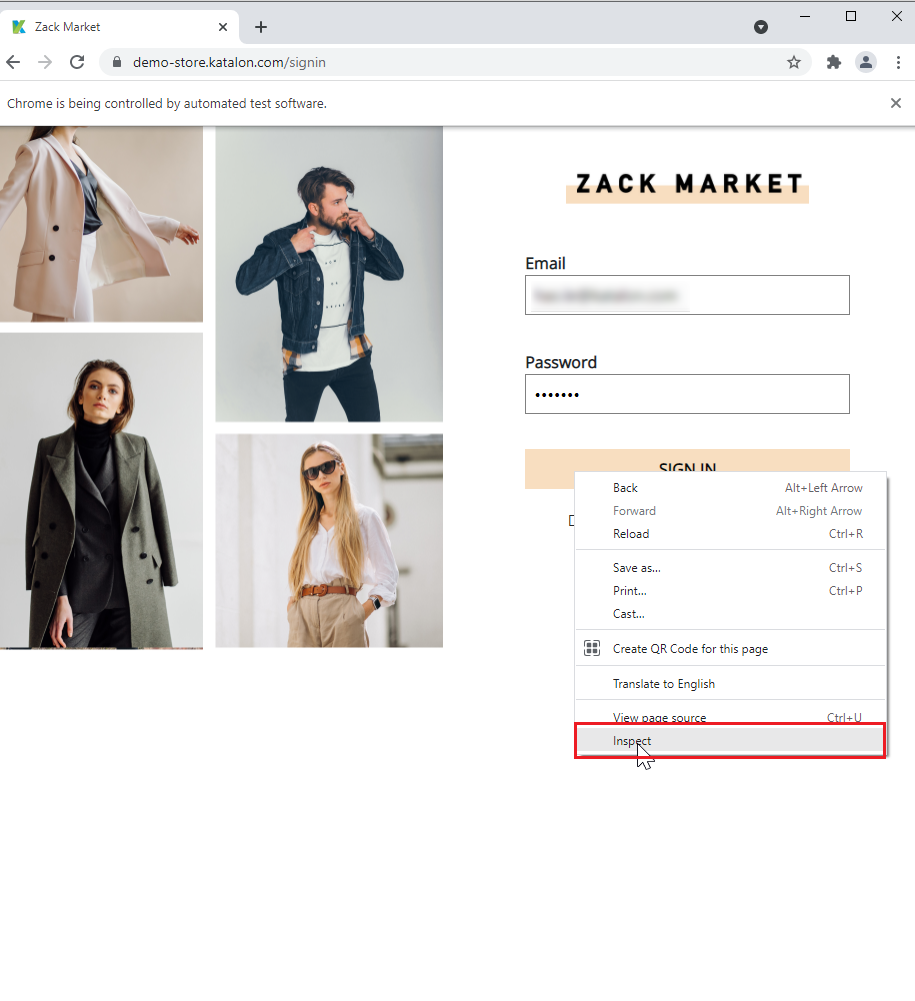 Zack Market
demo-store.katalon.com/signin
Chrome is being controlled by automated test software.
ZACK MARKET
Email
Password
•••••••
SIGN IN
Back Alt+Left Arrow
Forward Alt+Right Arrow
Reload Ctrl+R
Save as... Ctrl+S
Print... Ctrl+P
Cast...
Create QR Code for this page
Translate to English
View page source Ctrl+U
Inspect